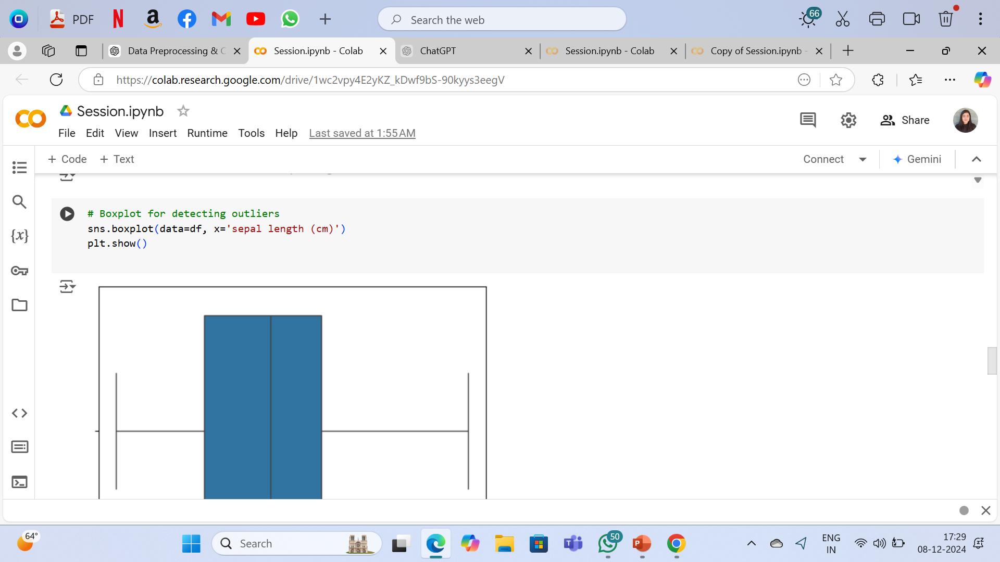 PDF
Search the web
66
Data Preprocessing & C
Session.ipynb - Colab
ChatGPT
Session.ipynb - Colab
Copy of Session.ipynb -
https://colab.research.google.com/drive/1wc2vpy4E2yKZ_kDwf9bS-90kyys3eegV
Session.ipynb
Share
File Edit View Insert Runtime Tools Help Last saved at 1:55 AM
+ Code + Text
Connect
Gemini
# Boxplot for detecting outliers
sns.boxplot(data=df, x='sepal length (cm)')
plt.show()
64°
Search
50
ENG
IN
17:29
08-12-2024